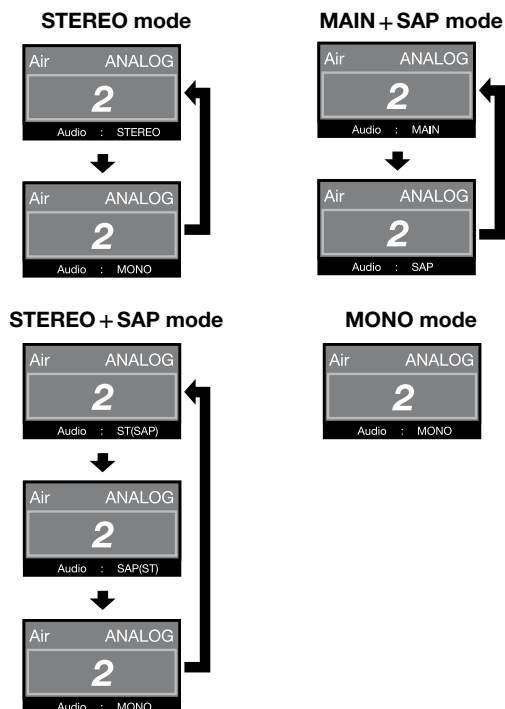 STEREO mode
Air ANALOG
2
Audio : STEREO
Air ANALOG
2
Audio : MONO
MAIN + SAP mode
Air ANALOG
2
Audio : MAIN
Air ANALOG
2
Audio : SAP
STEREO + SAP mode
Air ANALOG
2
Audio : ST(SAP)
Air ANALOG
2
Audio : SAP(ST)
Air ANALOG
2
Audio : MONO
MONO mode
Air ANALOG
2
Audio : MONO